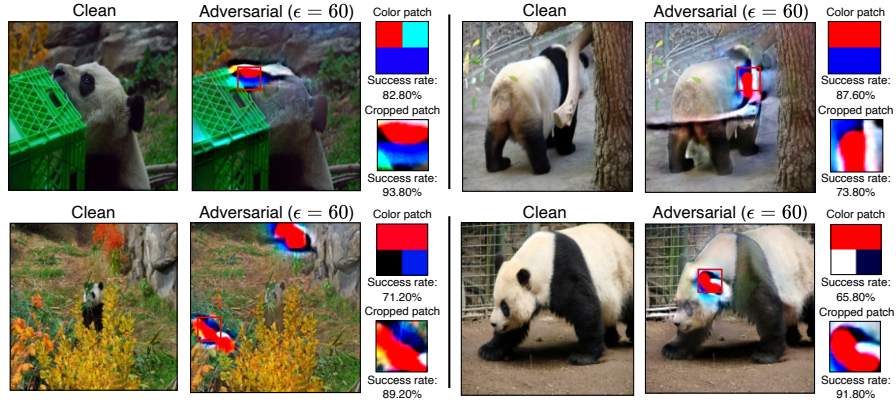 Clean
Adversarial (ϵ = 60)
Color patch
Success rate:
82.80%
Cropped patch
Success rate:
93.80%
Clean
Adversarial (ϵ = 60)
Color patch
Success rate:
87.60%
Cropped patch
Success rate:
73.80%
Clean
Adversarial (ϵ = 60)
Color patch
Success rate:
71.20%
Cropped patch
Success rate:
89.20%
Clean
Adversarial (ϵ = 60)
Color patch
Success rate:
65.80%
Cropped patch
Success rate:
91.80%